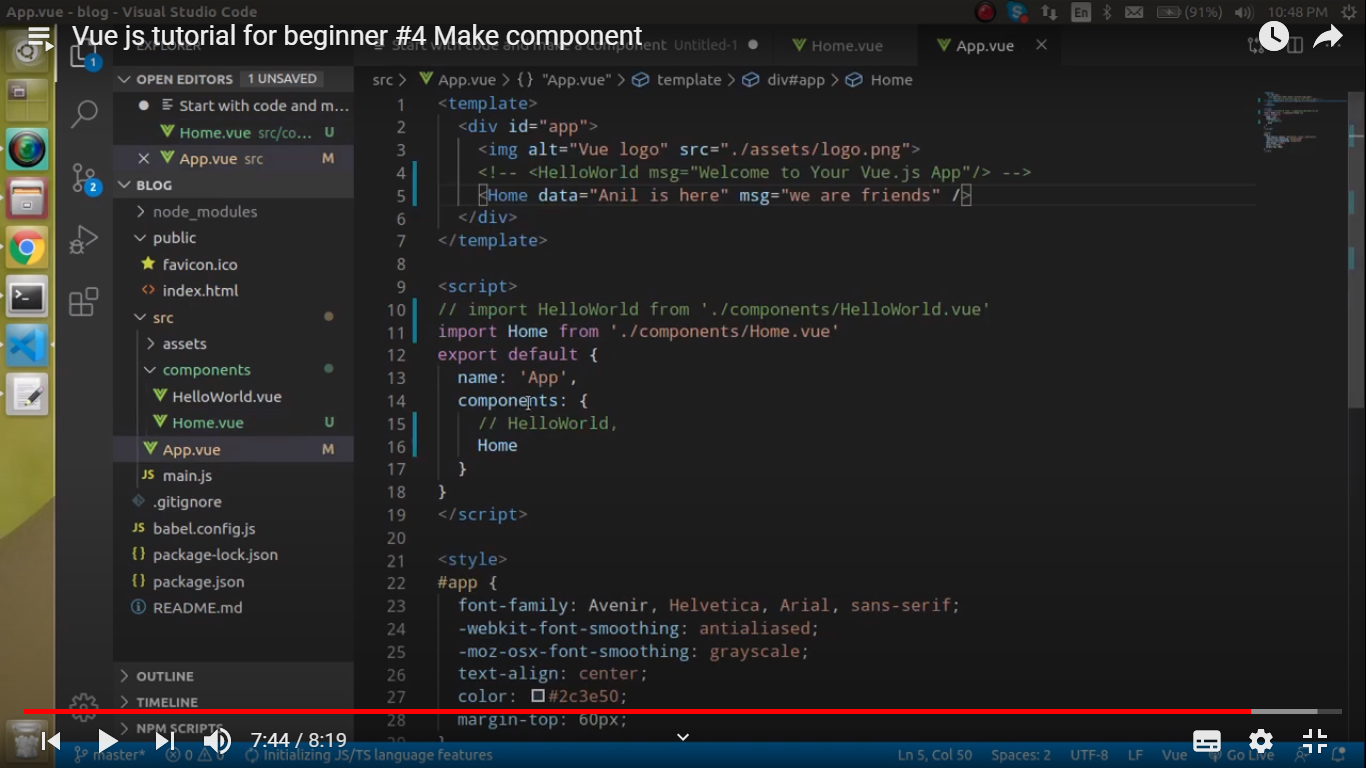 App.vue - blog - Visual Studio Code
En
(91%)
10:48 PM
Vue js tutorial for beginner #4 Make component
EXPLORER
Start with code and make a component Untitled-1
Home.vue
App.vue
1
OPEN EDITORS
1 UNSAVED
Start with code and m...
Home.vue src/co... U
App.vue src M
BLOG
2
node_modules
public
favicon.ico
index.html
src
assets
components
HelloWorld.vue
Home.vue U
App.vue M
JS main.js
.gitignore
JS babel.config.js
{} package-lock.json
{} package.json
README.md
OUTLINE
TIMELINE
NPM SCRIPTS
src > App.vue > {} "App.vue" > template > div#app > Home
1 <template>
2 <div id="app">
3 <img alt="Vue logo" src="./assets/logo.png">
4 <!-- <HelloWorld msg="Welcome to Your Vue.js App"/> -->
5 <Home data="Anil is here" msg="we are friends" />
6 </div>
7 </template>
8
9 <script>
10 // import HelloWorld from './components/HelloWorld.vue'
11 import Home from './components/Home.vue'
12 export default {
13 name: 'App',
14 components: {
15 // HelloWorld,
16 Home
17 }
18 }
19 </script>
20
21 <style>
22 #app {
23 font-family: Avenir, Helvetica, Arial, sans-serif;
24 -webkit-font-smoothing: antialiased;
25 -moz-osx-font-smoothing: grayscale;
26 text-align: center;
27 color: #2c3e50;
28 margin-top: 60px;
7:44 / 8:19
master* 0 0 Initializing JS/TS language features
Ln 5, Col 50 Spaces: 2 UTF-8 LF Vue Go Live